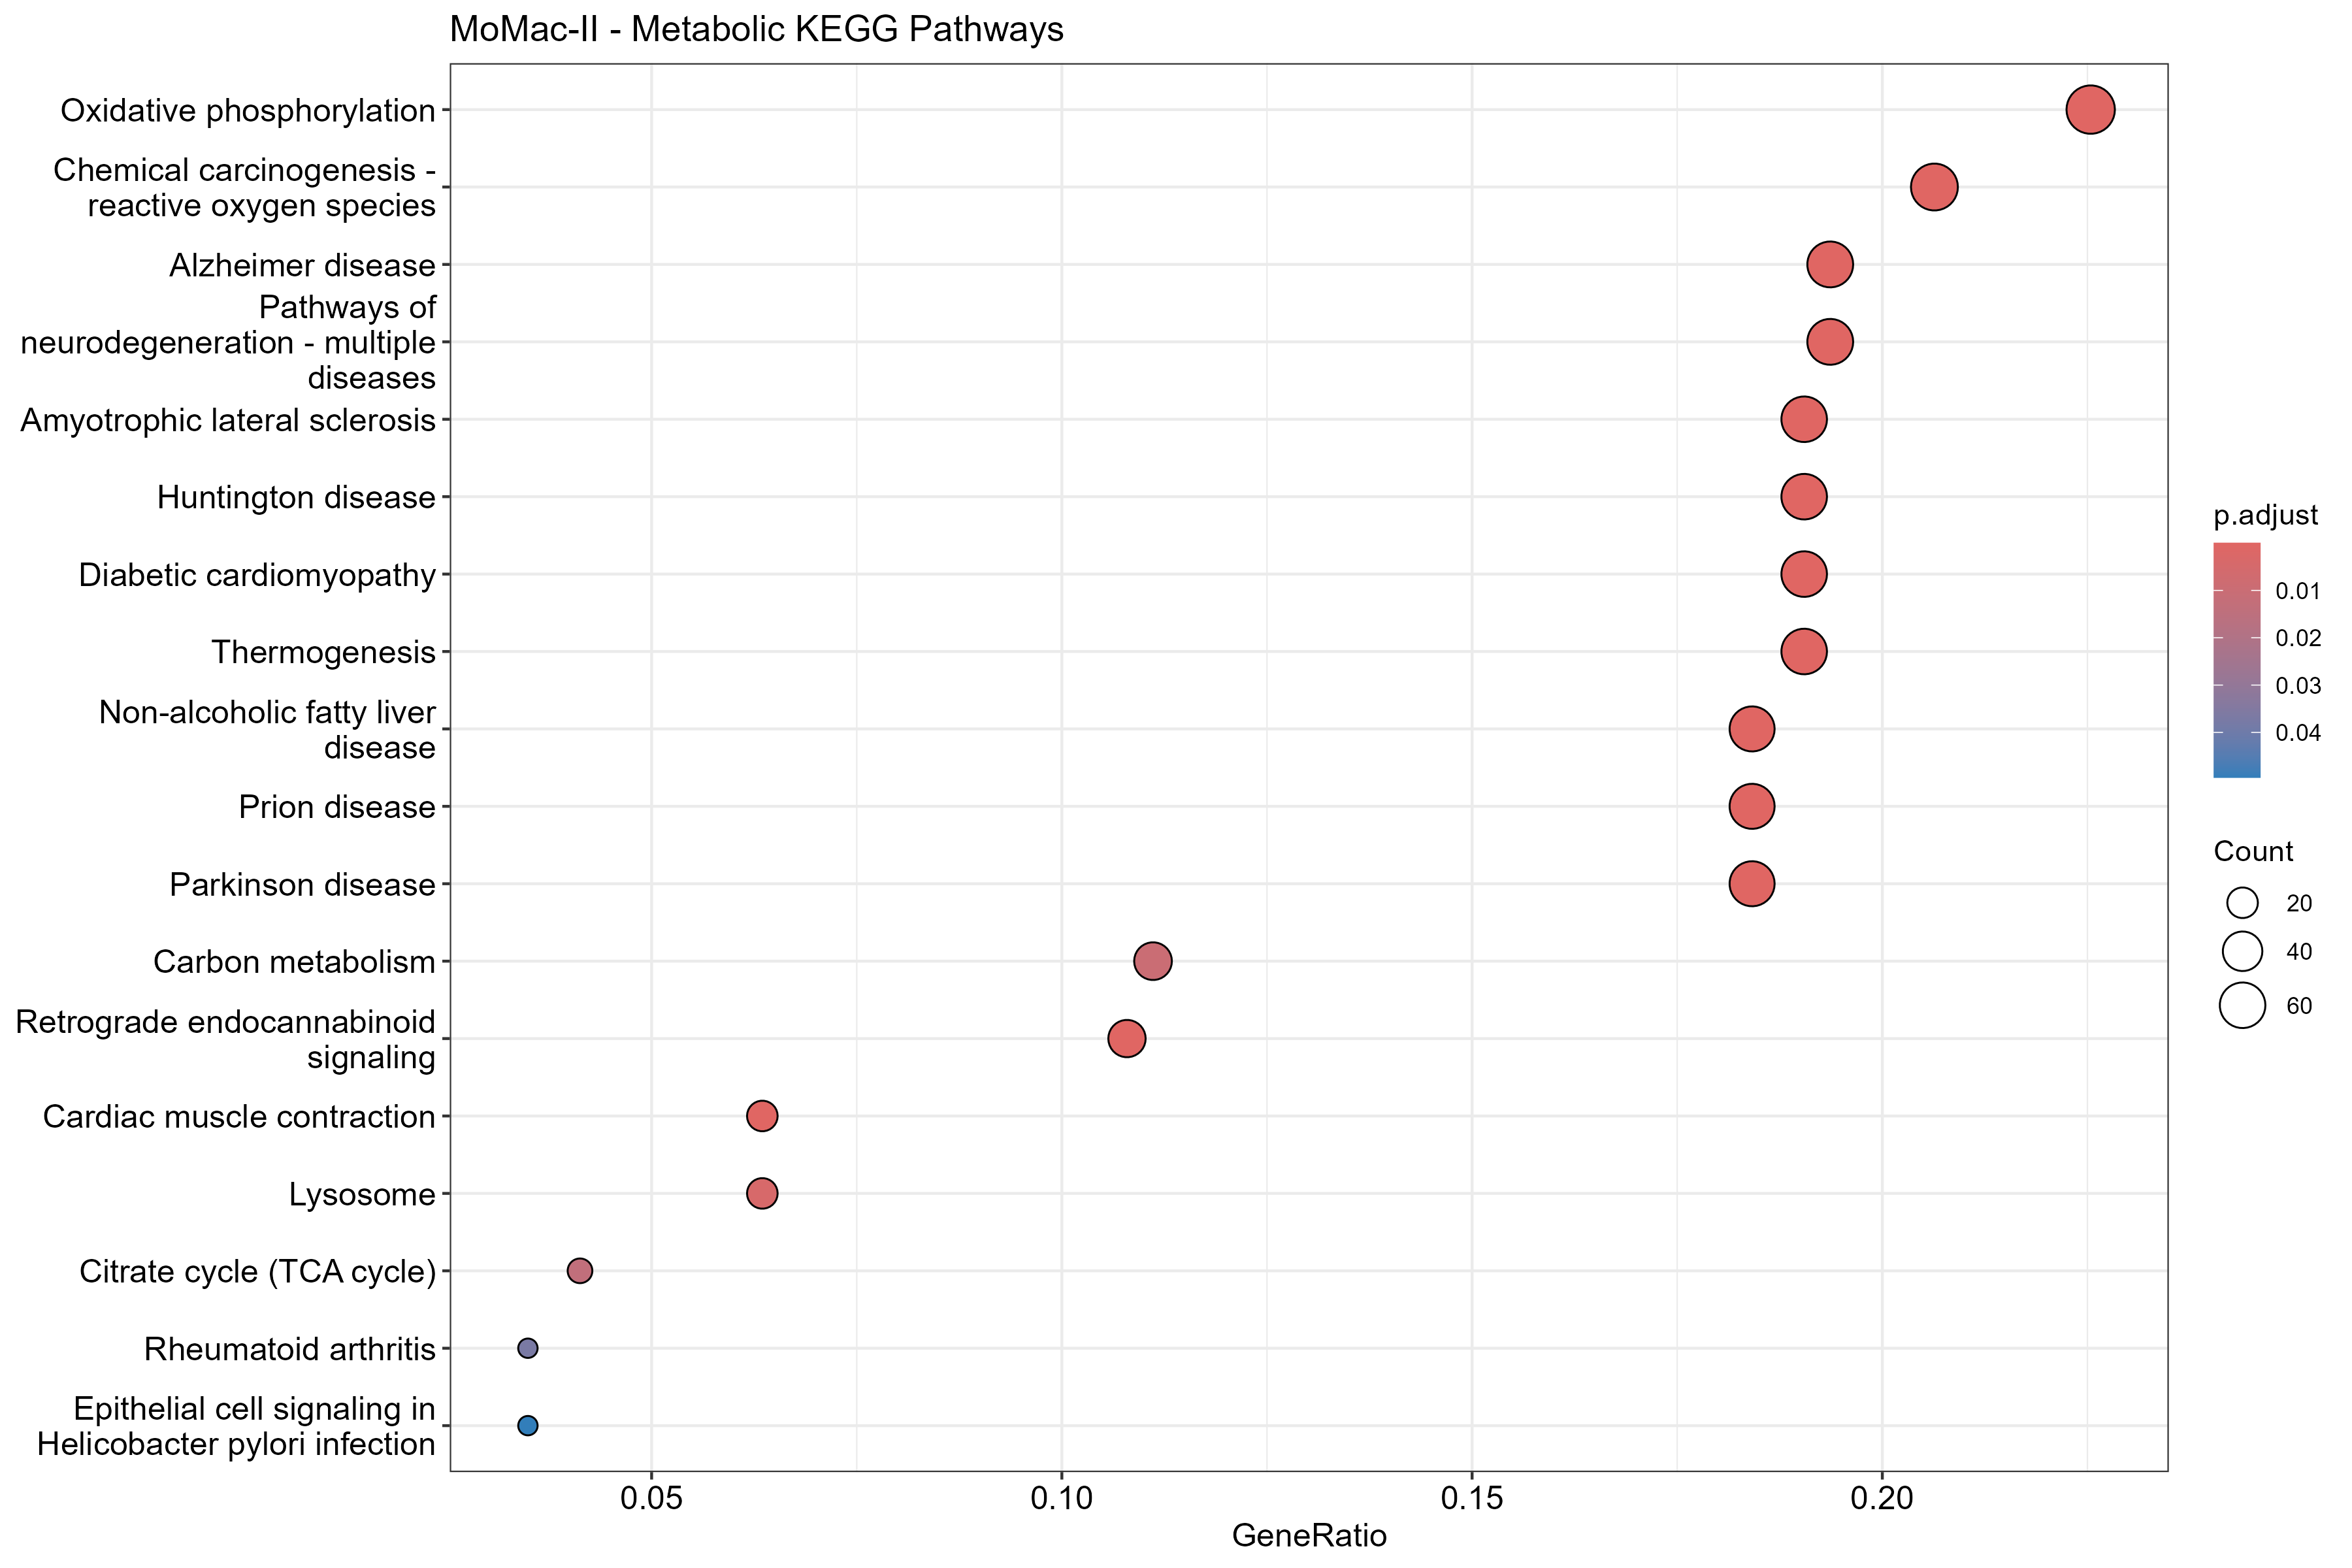 MoMac-II - Metabolic KEGG Pathways
Oxidative phosphorylation
Chemical carcinogenesis -
reactive oxygen species
Alzheimer disease
Pathways of
neurodegeneration - multiple
diseases
Amyotrophic lateral sclerosis
Huntington disease
Diabetic cardiomyopathy
Thermogenesis
Non-alcoholic fatty liver
disease
Prion disease
Parkinson disease
Carbon metabolism
Retrograde endocannabinoid
signaling
Cardiac muscle contraction
Lysosome
Citrate cycle (TCA cycle)
Rheumatoid arthritis
Epithelial cell signaling in
Helicobacter pylori infection
0.05 0.10 0.15 0.20
GeneRatio
p.adjust
0.01
0.02
0.03
0.04
Count
20
40
60